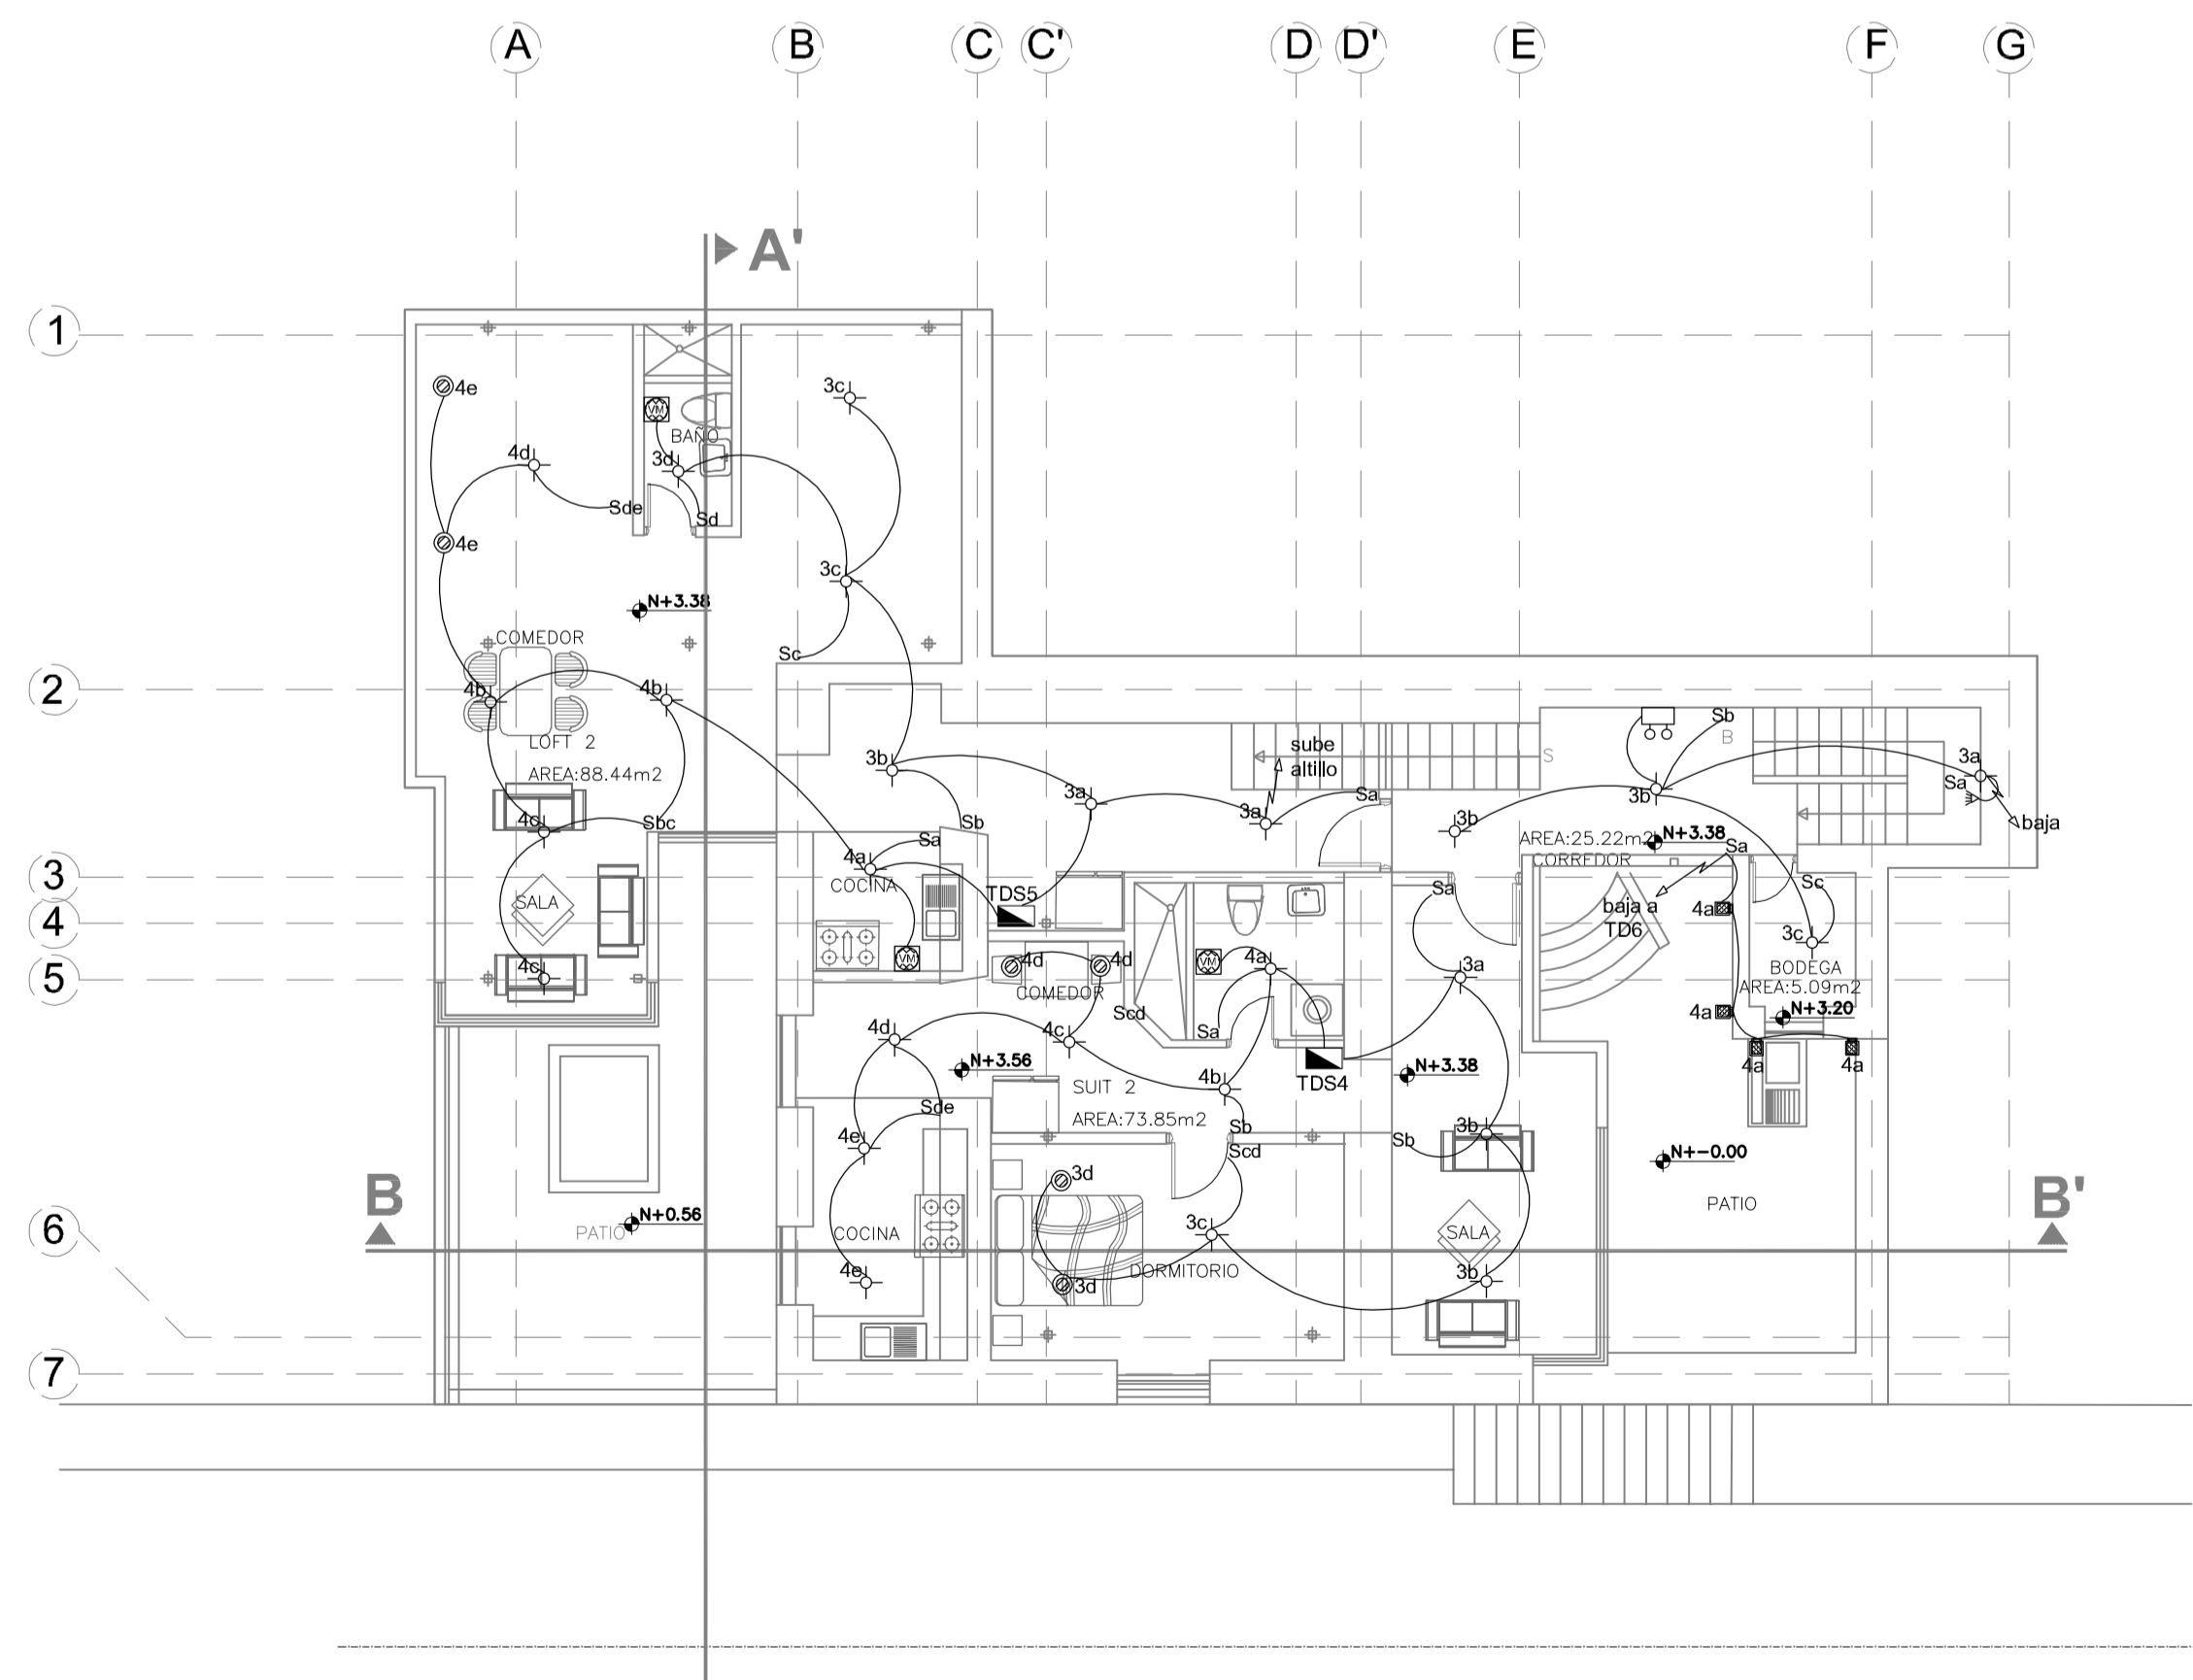 A B C C' D D' E F G
A'
1
4e
3c
VM
BAÑO
4d
3d
Sde
Sd
4e
3c
N+3.38
COMEDOR
Sc
2
4b
4b
LOFT 2
AREA:88.44m2
3b
3a
sube
altillo
3a
Sa
S
Sb
B
3b
3a
Sa
baja
4c
Sbc
Sb
Sa
3b
AREA:25.22m2
N+3.38
CORREDOR
Sa
3
4a
COCINA
TDS5
Sa
Sc
SALA
4
baja a
TD6
4a
3c
VM
4d
4d
VM
4a
3a
BODEGA
AREA:5.09m2
5
4c
COMEDOR
Scd
N+3.20
4a
4d
4c
Sa
4a
4a
N+3.56
SUIT 2
4b
TDS4
N+3.38
AREA:73.85m2
Sde
4e
Sb
Scd
3b
Sb
N+-0.00
3d
PATIO
B
B'
6
PATIO
N+0.56
COCINA
3c
SALA
4e
3d
DORMITORIO
3b
7